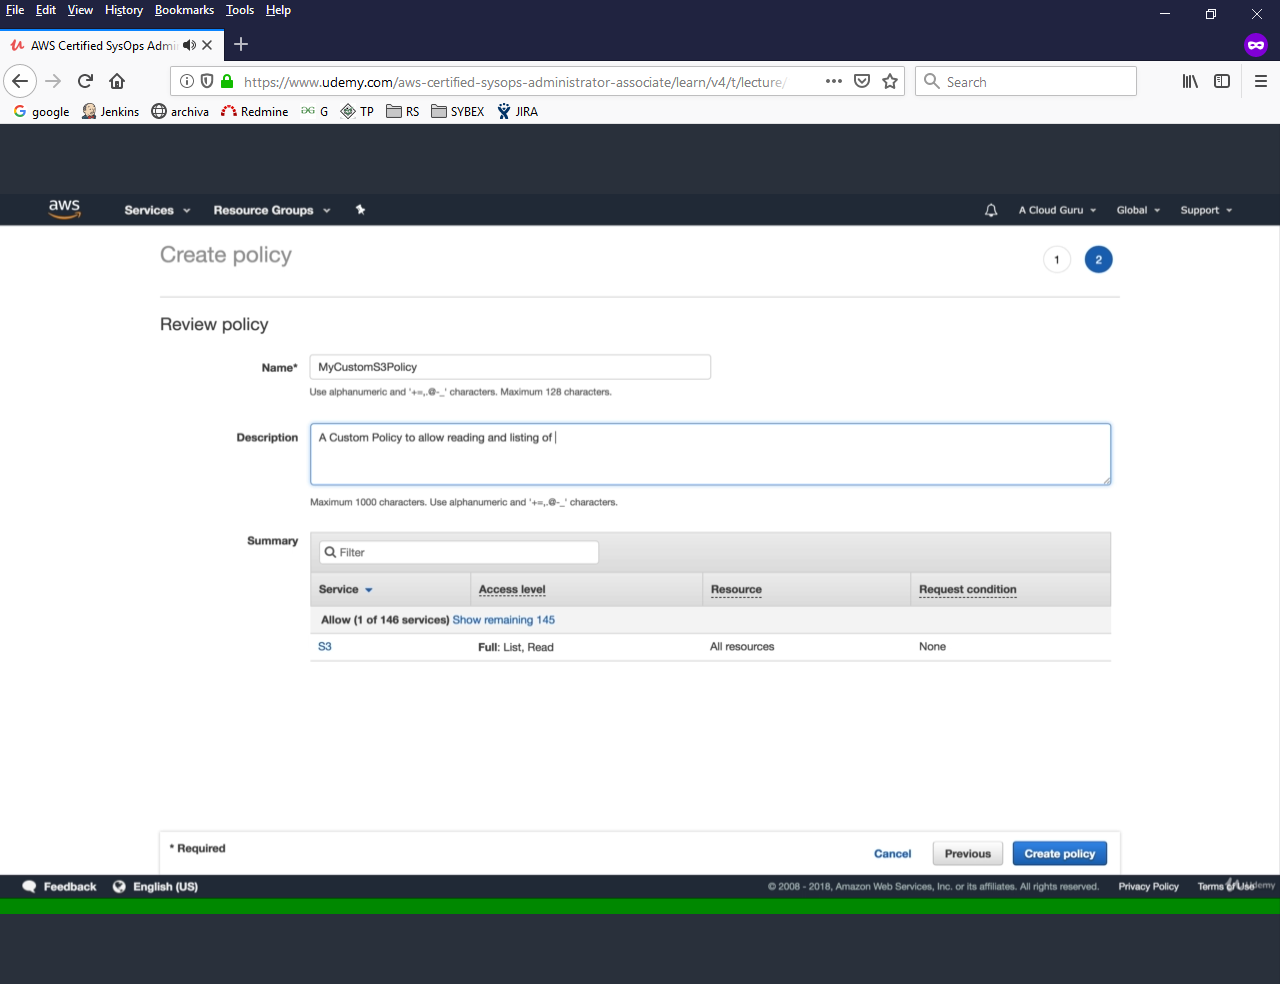 File Edit View History Bookmarks Tools Help
AWS Certified SysOps Admi
https://www.udemy.com/aws-certified-sysops-administrator-associate/learn/v4/t/lecture/
Search
google Jenkins archiva Redmine G TP RS SYBEX JIRA
aws Services Resource Groups A Cloud Guru Global Support
Create policy 1 2
Review policy
Name* MyCustomS3Policy
Use alphanumeric and '+=,.@-_' characters. Maximum 128 characters.
Description A Custom Policy to allow reading and listing of
Maximum 1000 characters. Use alphanumeric and '+=,.@-_' characters.
Summary Filter
Service Access level Resource Request condition
Allow (1 of 146 services) Show remaining 145
S3 Full: List, Read All resources None
* Required Cancel Previous Create policy
Feedback English (US) © 2008 - 2018, Amazon Web Services, Inc. or its affiliates. All rights reserved. Privacy Policy Terms of Use